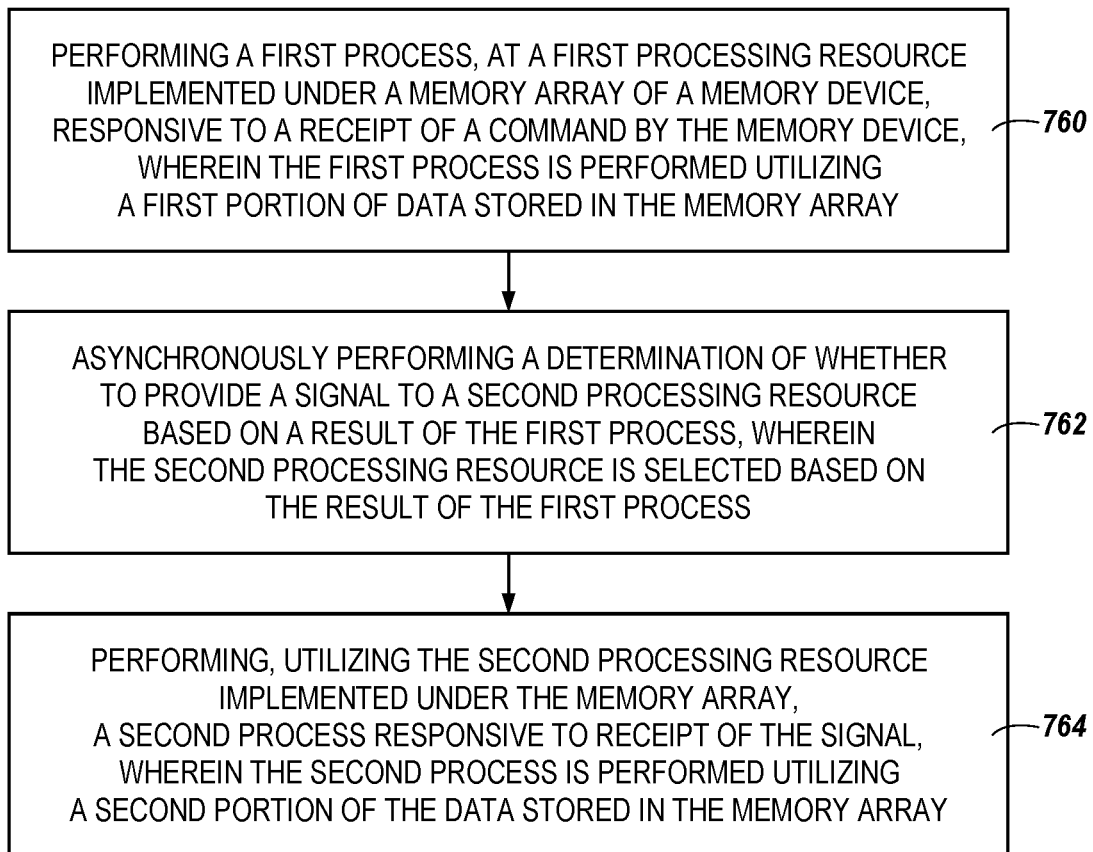 PERFORMING A FIRST PROCESS, AT A FIRST PROCESSING RESOURCE
IMPLEMENTED UNDER A MEMORY ARRAY OF A MEMORY DEVICE,
RESPONSIVE TO A RECEIPT OF A COMMAND BY THE MEMORY DEVICE,
WHEREIN THE FIRST PROCESS IS PERFORMED UTILIZING
A FIRST PORTION OF DATA STORED IN THE MEMORY ARRAY
760
ASYNCHRONOUSLY PERFORMING A DETERMINATION OF WHETHER
TO PROVIDE A SIGNAL TO A SECOND PROCESSING RESOURCE
BASED ON A RESULT OF THE FIRST PROCESS, WHEREIN
THE SECOND PROCESSING RESOURCE IS SELECTED BASED ON
THE RESULT OF THE FIRST PROCESS
762
PERFORMING, UTILIZING THE SECOND PROCESSING RESOURCE
IMPLEMENTED UNDER THE MEMORY ARRAY,
A SECOND PROCESS RESPONSIVE TO RECEIPT OF THE SIGNAL,
WHEREIN THE SECOND PROCESS IS PERFORMED UTILIZING
A SECOND PORTION OF THE DATA STORED IN THE MEMORY ARRAY
764